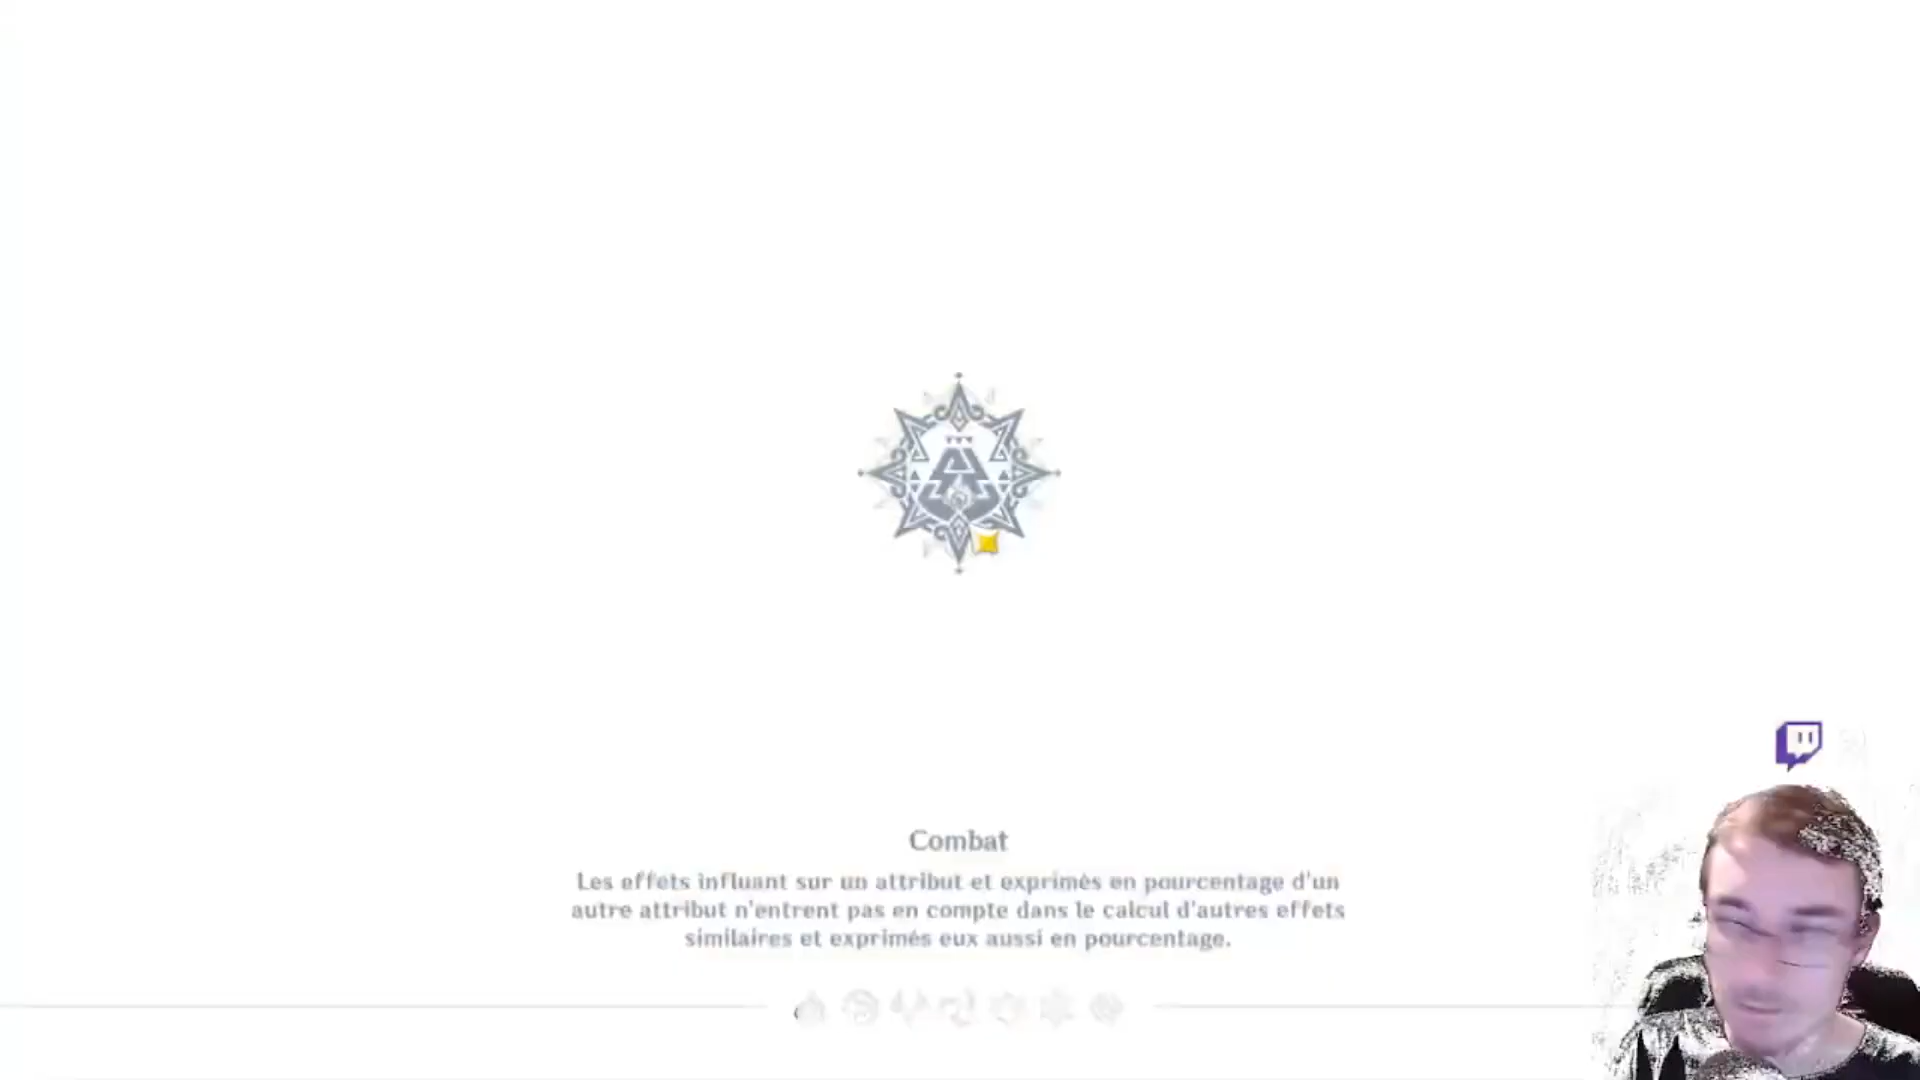 Combat
Les effets influant sur un attribut et exprimés en pourcentage d'un
autre attribut n'entrent pas en compte dans le calcul d'autres effets
similaires et exprimés eux aussi en pourcentage.